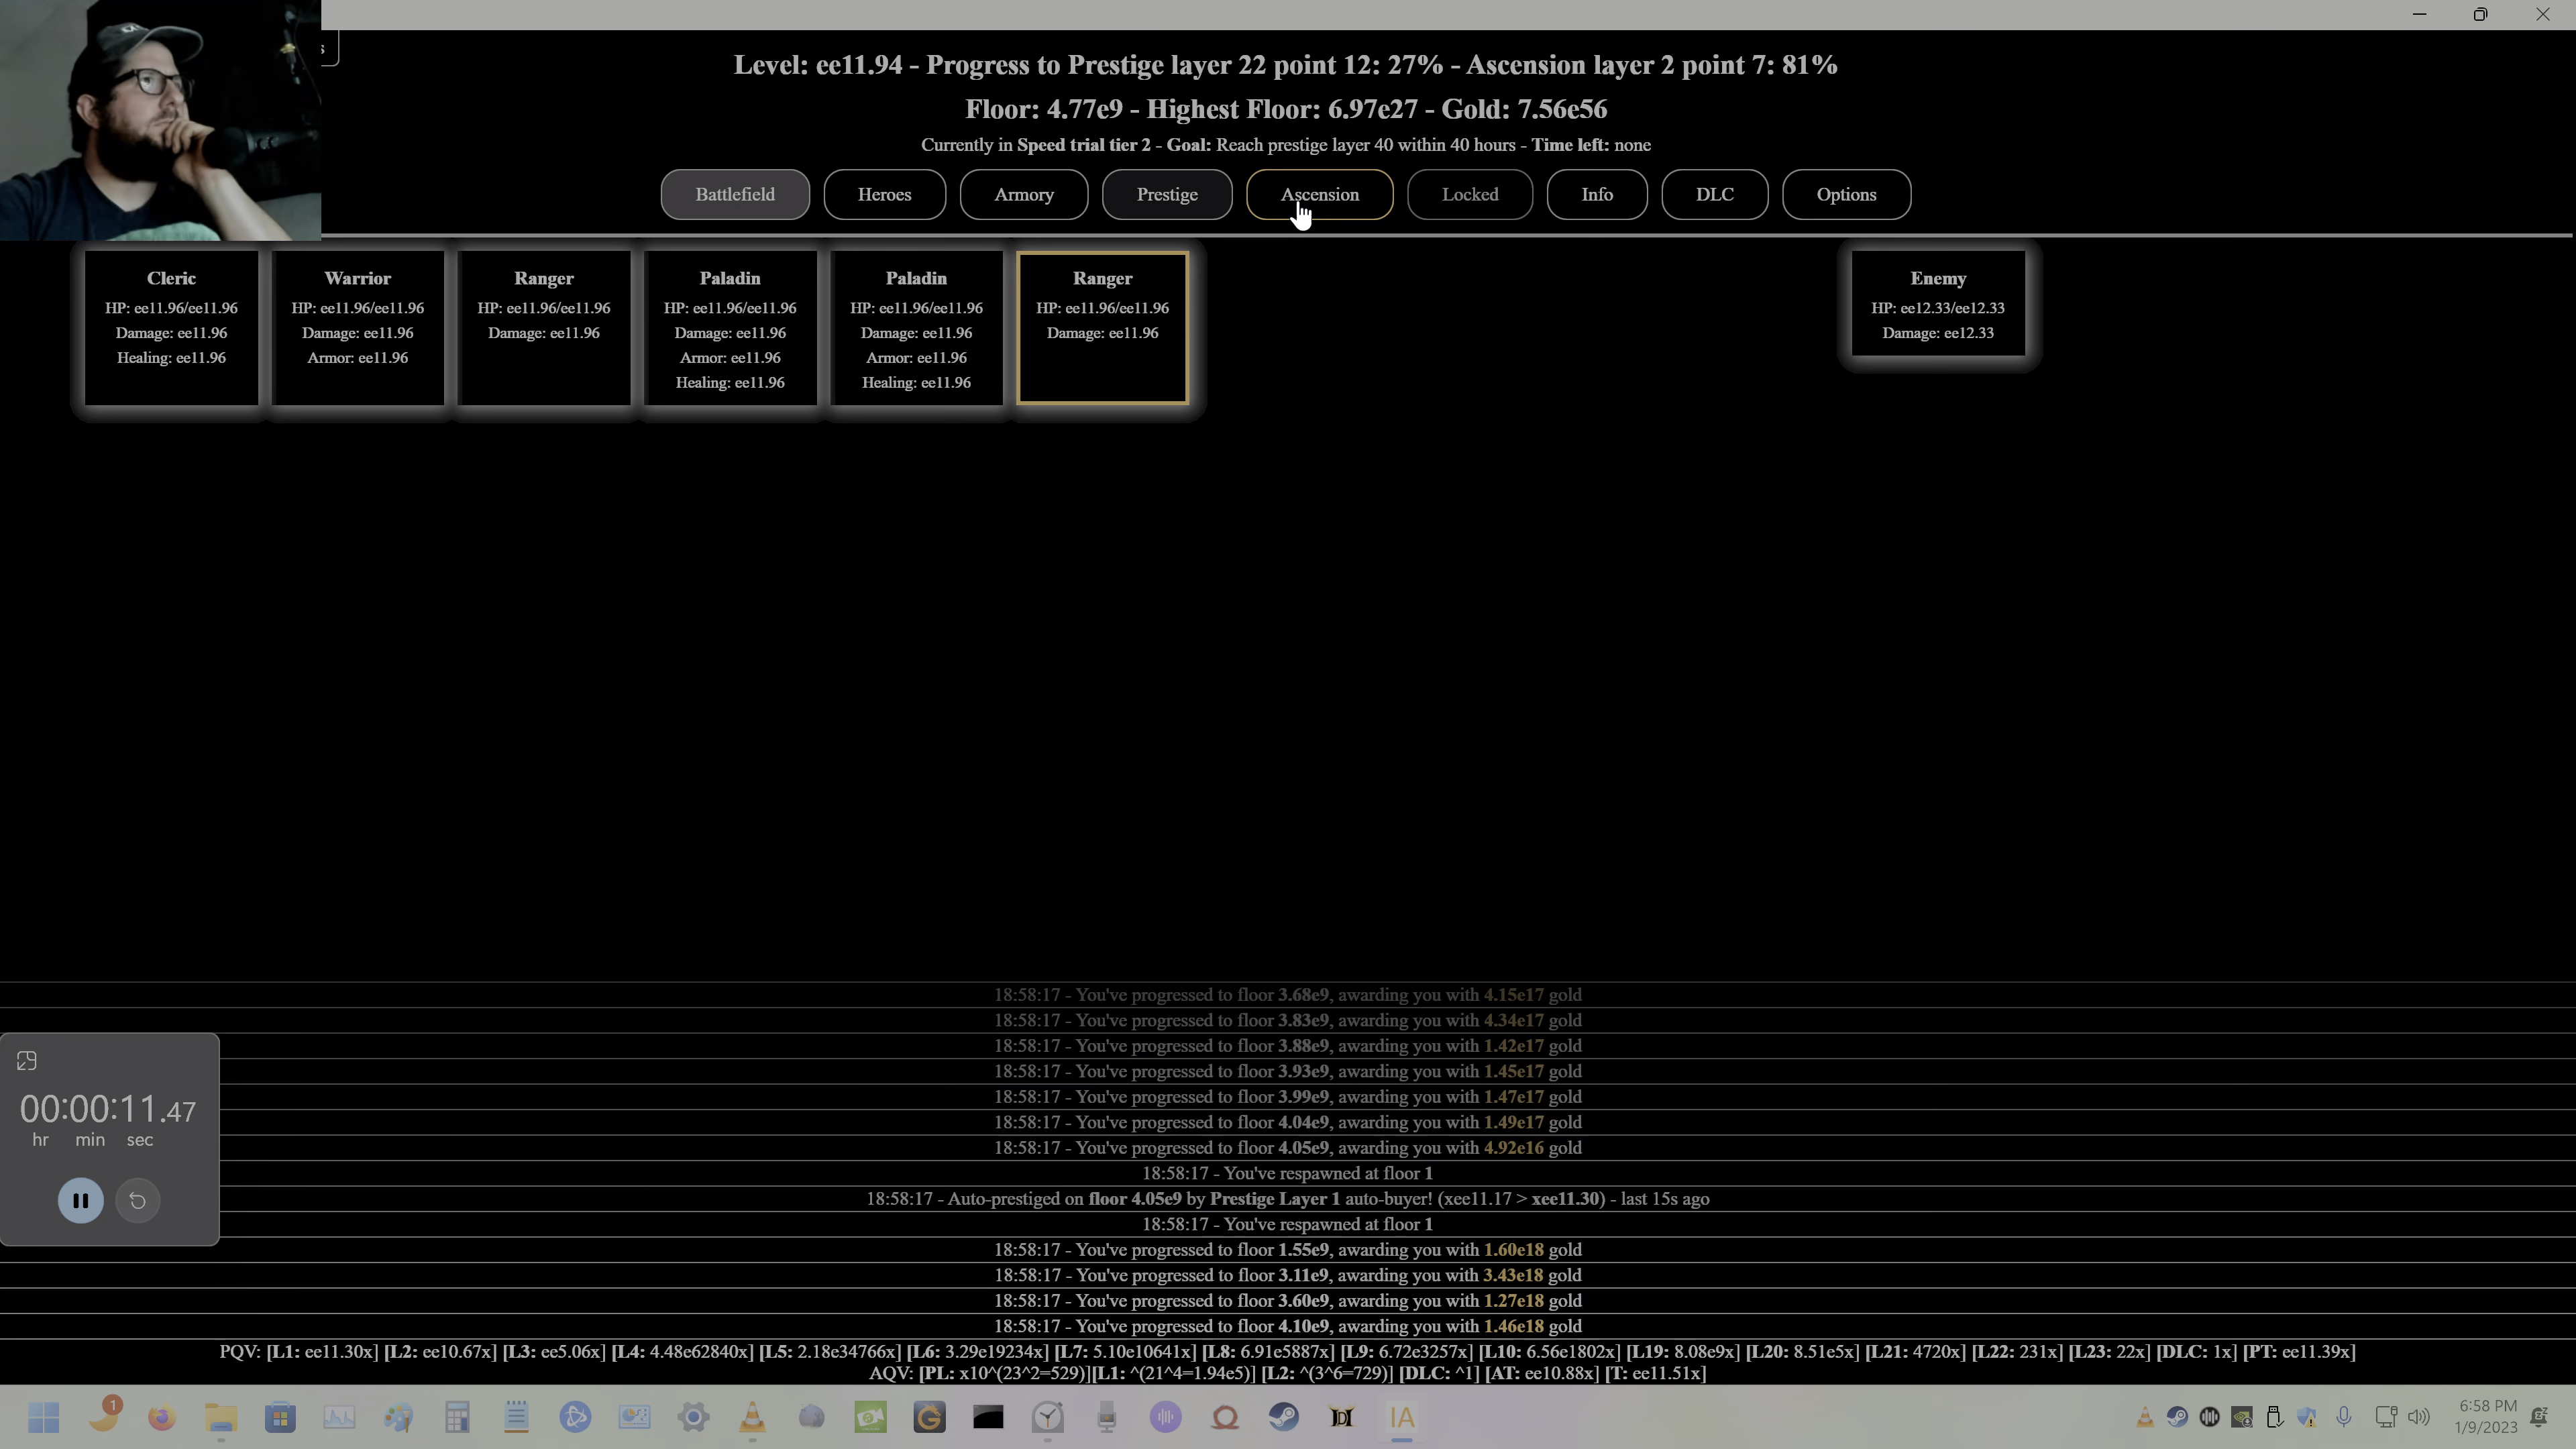 s
Level: ee11.94 - Progress to Prestige layer 22 point 12: 27% - Ascension layer 2 point 7: 81%
Floor: 4.77e9 - Highest Floor: 6.97e27 - Gold: 7.56e56
Currently in Speed trial tier 2 - Goal: Reach prestige layer 40 within 40 hours - Time left: none
Battlefield Heroes Armory Prestige Ascension Locked Info DLC Options
Cleric Warrior Ranger Paladin Paladin Ranger Enemy
HP: ee11.96/ee11.96 HP: ee11.96/ee11.96 HP: ee11.96/ee11.96 HP: ee11.96/ee11.96 HP: ee11.96/ee11.96 HP: ee11.96/ee11.96 HP: ee12.33/ee12.33
Damage: ee11.96 Damage: ee11.96 Damage: ee11.96 Damage: ee11.96 Damage: ee11.96 Damage: ee11.96 Damage: ee12.33
Healing: ee11.96 Armor: ee11.96 Armor: ee11.96 Armor: ee11.96
Healing: ee11.96 Healing: ee11.96
18:58:17 - You've progressed to floor 3.68e9, awarding you with 4.15e17 gold
18:58:17 - You've progressed to floor 3.83e9, awarding you with 4.34e17 gold
18:58:17 - You've progressed to floor 3.88e9, awarding you with 1.42e17 gold
18:58:17 - You've progressed to floor 3.93e9, awarding you with 1.45e17 gold
18:58:17 - You've progressed to floor 3.99e9, awarding you with 1.47e17 gold
18:58:17 - You've progressed to floor 4.04e9, awarding you with 1.49e17 gold
18:58:17 - You've progressed to floor 4.05e9, awarding you with 4.92e16 gold
18:58:17 - You've respawned at floor 1
18:58:17 - Auto-prestiged on floor 4.05e9 by Prestige Layer 1 auto-buyer! (xee11.17 > xee11.30) - last 15s ago
18:58:17 - You've respawned at floor 1
18:58:17 - You've progressed to floor 1.55e9, awarding you with 1.60e18 gold
18:58:17 - You've progressed to floor 3.11e9, awarding you with 3.43e18 gold
18:58:17 - You've progressed to floor 3.60e9, awarding you with 1.27e18 gold
18:58:17 - You've progressed to floor 4.10e9, awarding you with 1.46e18 gold
00:00:11.47
hr min sec
PQV: [L1: ee11.30x] [L2: ee10.67x] [L3: ee5.06x] [L4: 4.48e62840x] [L5: 2.18e34766x] [L6: 3.29e19234x] [L7: 5.10e10641x] [L8: 6.91e5887x] [L9: 6.72e3257x] [L10: 6.56e1802x] [L19: 8.08e9x] [L20: 8.51e5x] [L21: 4720x] [L22: 231x] [L23: 22x] [DLC: 1x] [PT: ee11.39x]
AQV: [PL: x10^(23^2=529)][L1: ^(21^4=1.94e5)] [L2: ^(3^6=729)] [DLC: ^1] [AT: ee10.88x] [T: ee11.51x]
1
IA
6:58 PM
1/9/2023